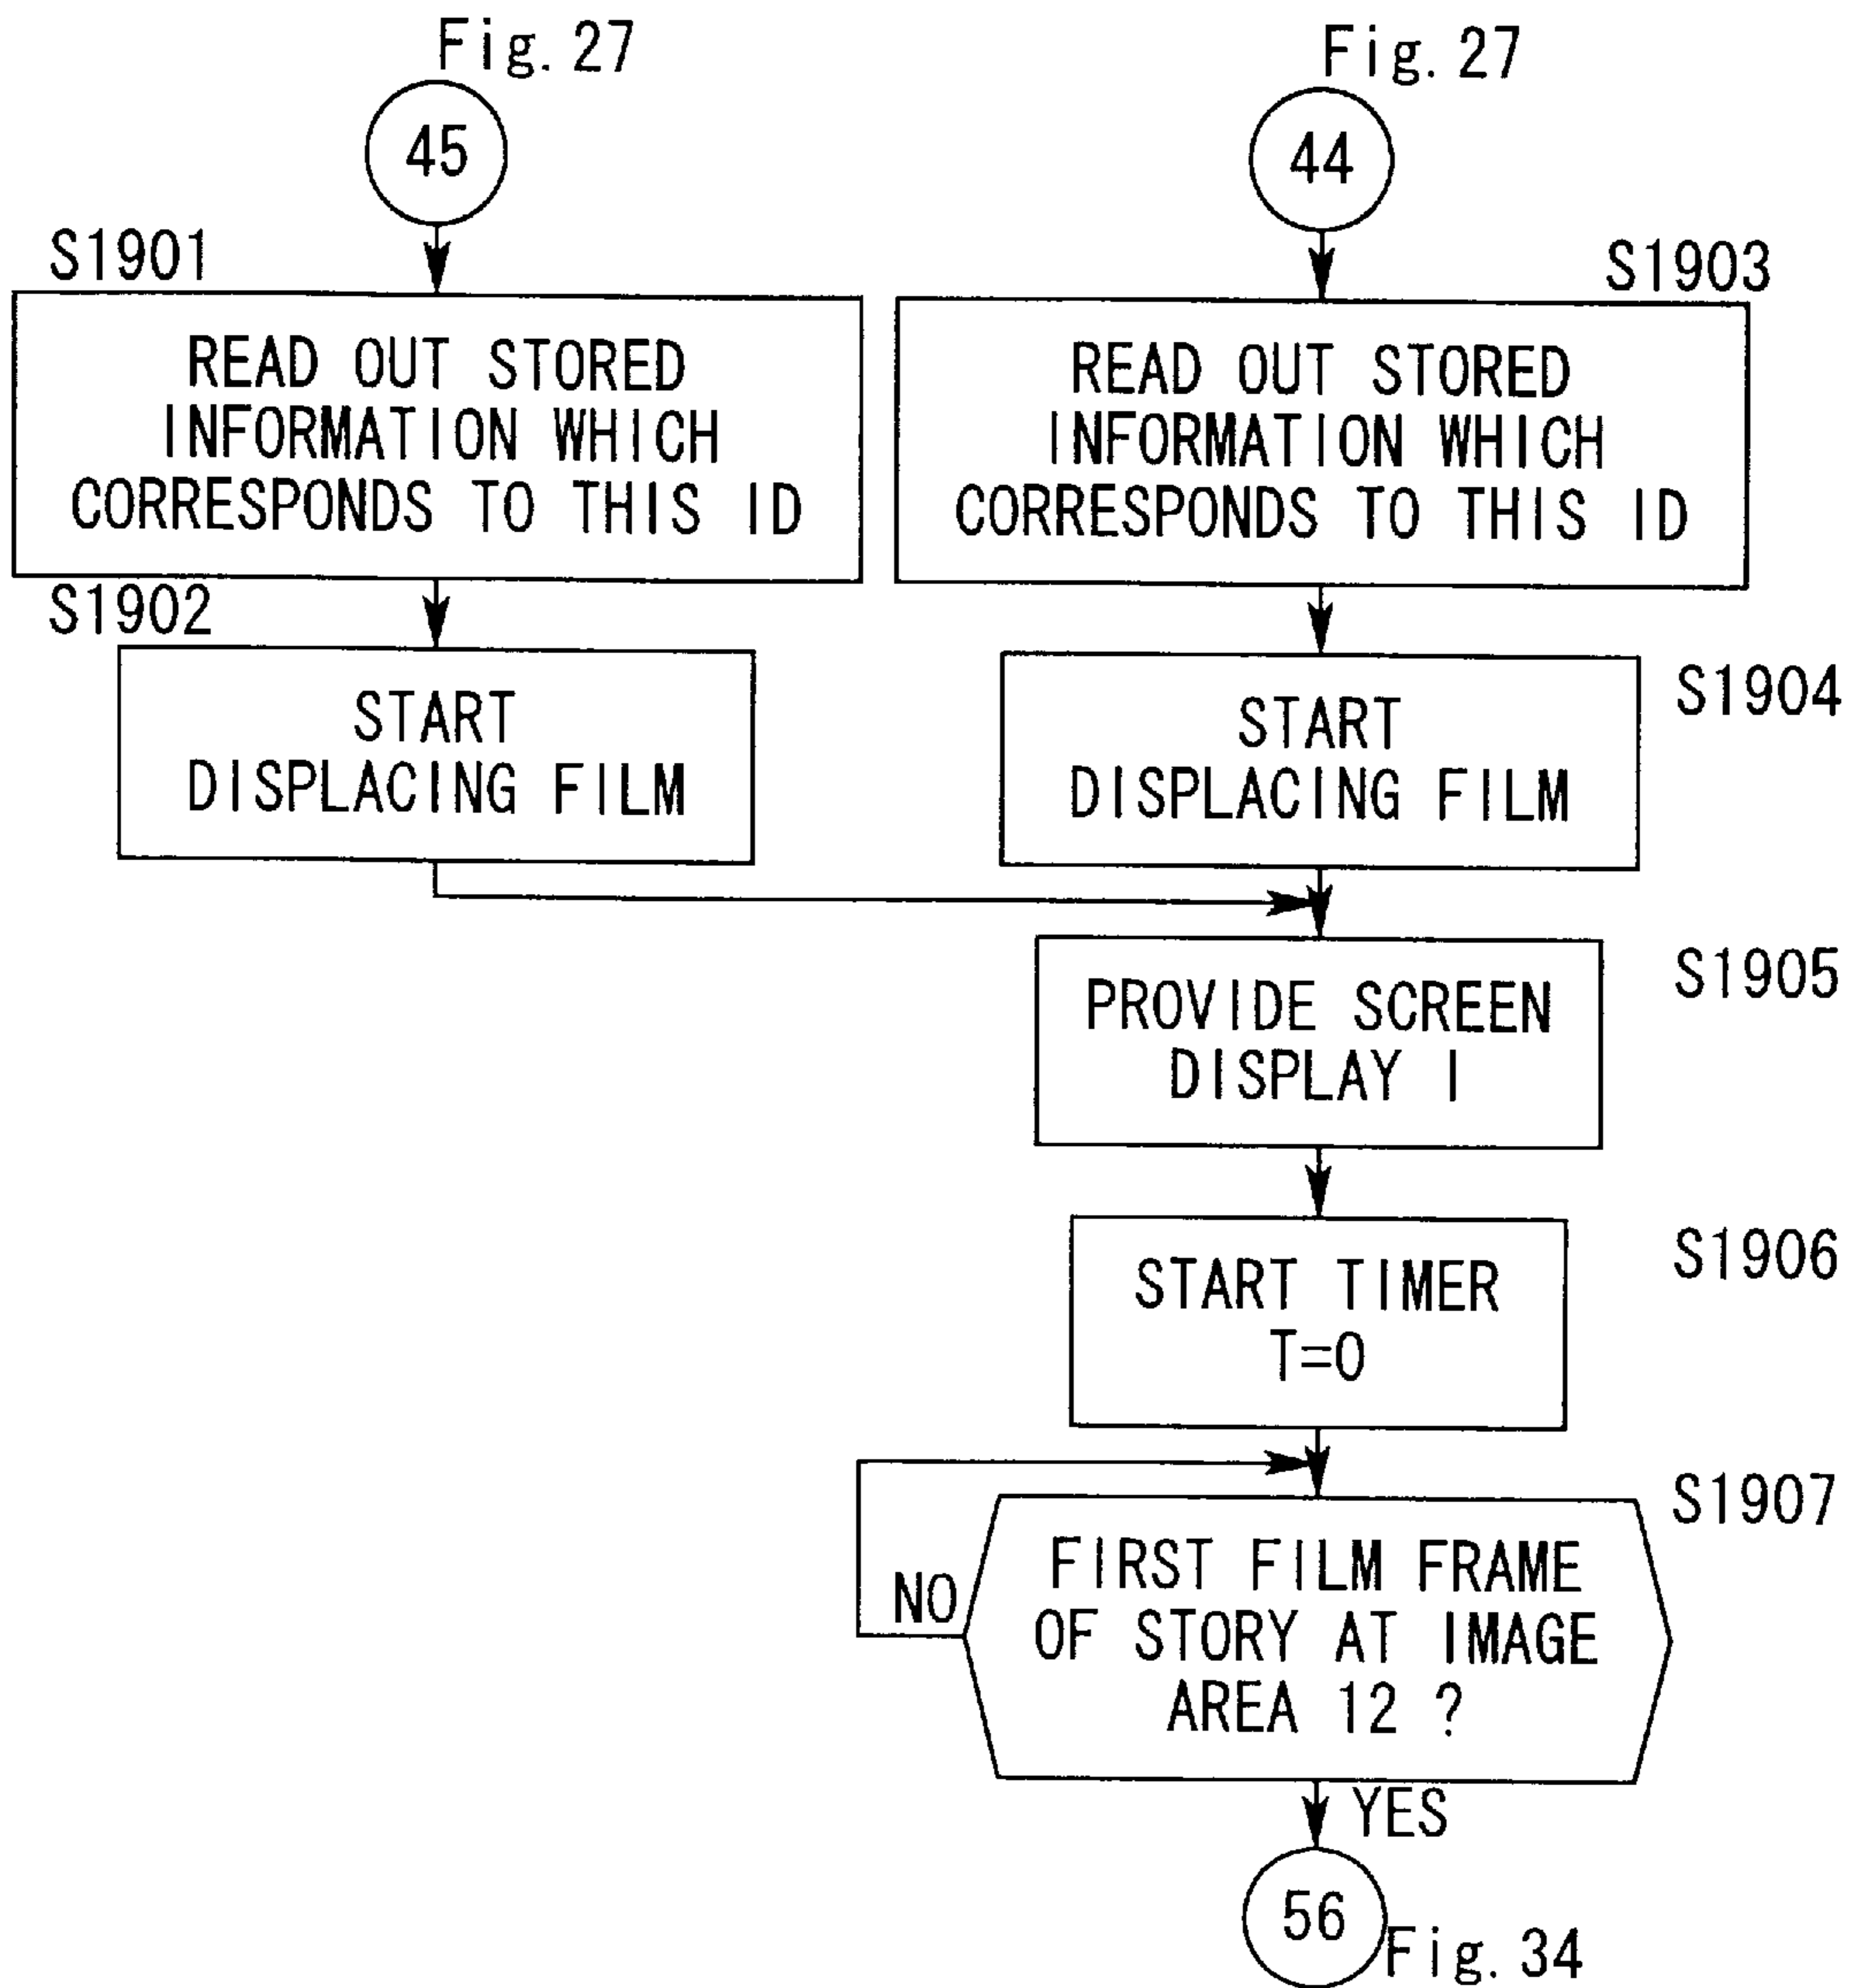 Fig. 27
45
S1901
READ OUT STORED
INFORMATION WHICH
CORRESPONDS TO THIS ID
S1902
START
DISPLACING FILM
Fig. 27
44
S1903
READ OUT STORED
INFORMATION WHICH
CORRESPONDS TO THIS ID
START
DISPLACING FILM
S1904
PROVIDE SCREEN
DISPLAY I
S1905
START TIMER
T=0
S1906
S1907
FIRST FILM FRAME
OF STORY AT IMAGE
AREA 12 ?
NO
YES
56
Fig. 34